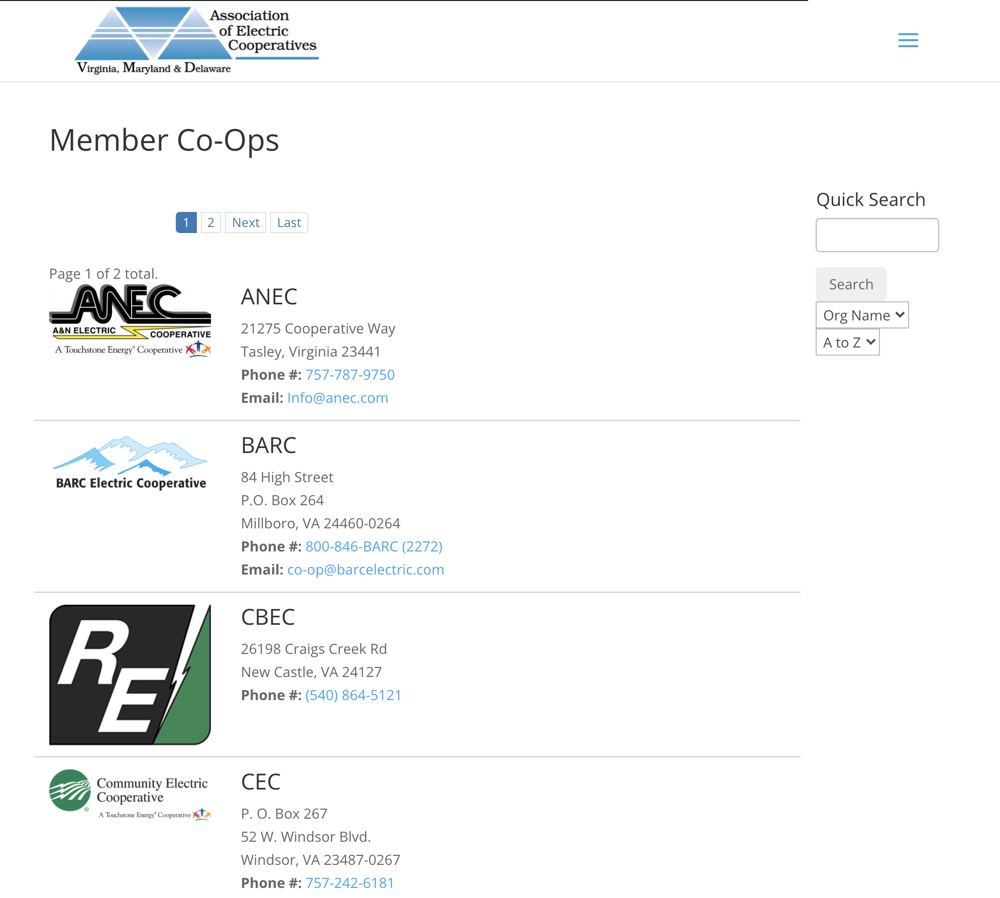 Association
of Electric
Cooperatives
Virginia, Maryland & Delaware
Member Co-Ops
1 2 Next Last
Page 1 of 2 total.
ANEC
A&N ELECTRIC COOPERATIVE
A Touchstone Energy® Cooperative
ANEC
21275 Cooperative Way
Tasley, Virginia 23441
Phone #: 757-787-9750
Email: Info@anec.com
BARC Electric Cooperative
BARC
84 High Street
P.O. Box 264
Millboro, VA 24460-0264
Phone #: 800-846-BARC (2272)
Email: co-op@barcelectric.com
RE
CBEC
26198 Craigs Creek Rd
New Castle, VA 24127
Phone #: (540) 864-5121
Community Electric
Cooperative
®
A Touchstone Energy® Cooperative
CEC
P. O. Box 267
52 W. Windsor Blvd.
Windsor, VA 23487-0267
Phone #: 757-242-6181
Quick Search
Search
Org Name
A to Z